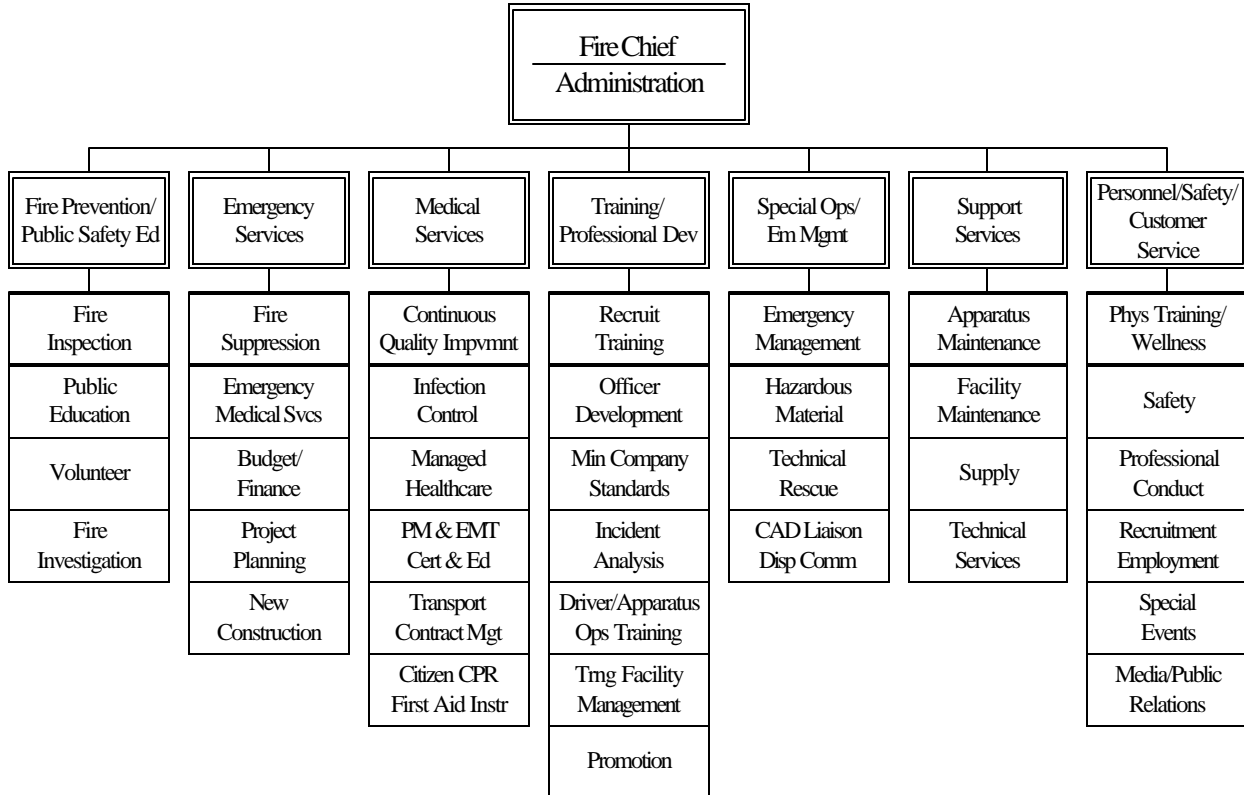 Fire Chief
Administration
Fire Prevention/
Public Safety Ed
Emergency
Services
Medical
Services
Training/
Professional Dev
Special Ops/
Em Mgmt
Support
Services
Personnel/Safety/
Customer
Service
Fire
Inspection
Public
Education
Volunteer
Fire
Investigation
Fire
Suppression
Emergency
Medical Svcs
Budget/
Finance
Project
Planning
New
Construction
Continuous
Quality Impvmnt
Infection
Control
Managed
Healthcare
PM & EMT
Cert & Ed
Transport
Contract Mgt
Citizen CPR
First Aid Instr
Recruit
Training
Officer
Development
Min Company
Standards
Incident
Analysis
Driver/Apparatus
Ops Training
Trng Facility
Management
Promotion
Emergency
Management
Hazardous
Material
Technical
Rescue
CAD Liaison
Disp Comm
Apparatus
Maintenance
Facility
Maintenance
Supply
Technical
Services
Phys Training/
Wellness
Safety
Professional
Conduct
Recruitment
Employment
Special
Events
Media/Public
Relations